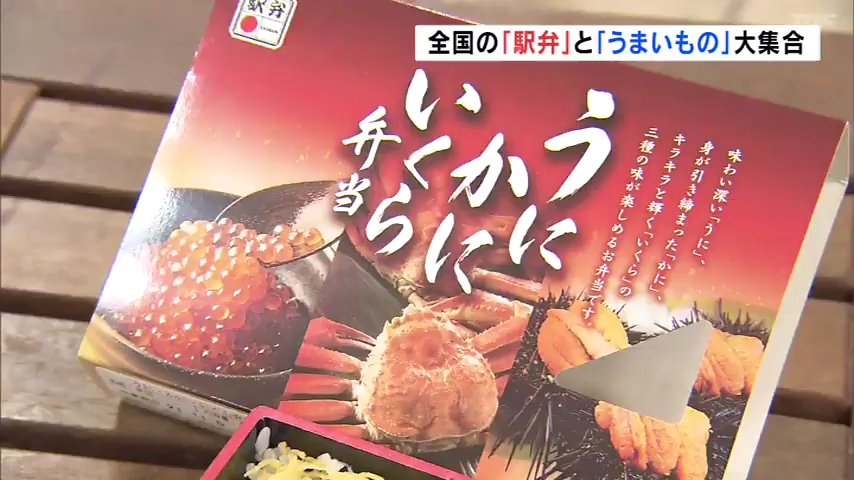 全国の「駅弁」と「うまいもの」大集合
駅弁
うに
かに
いくら
弁当
味わい深い「うに」、
身が引き締まった「かに」、
キラキラと輝く「いくら」の
三種の味が楽しめるお弁当です。